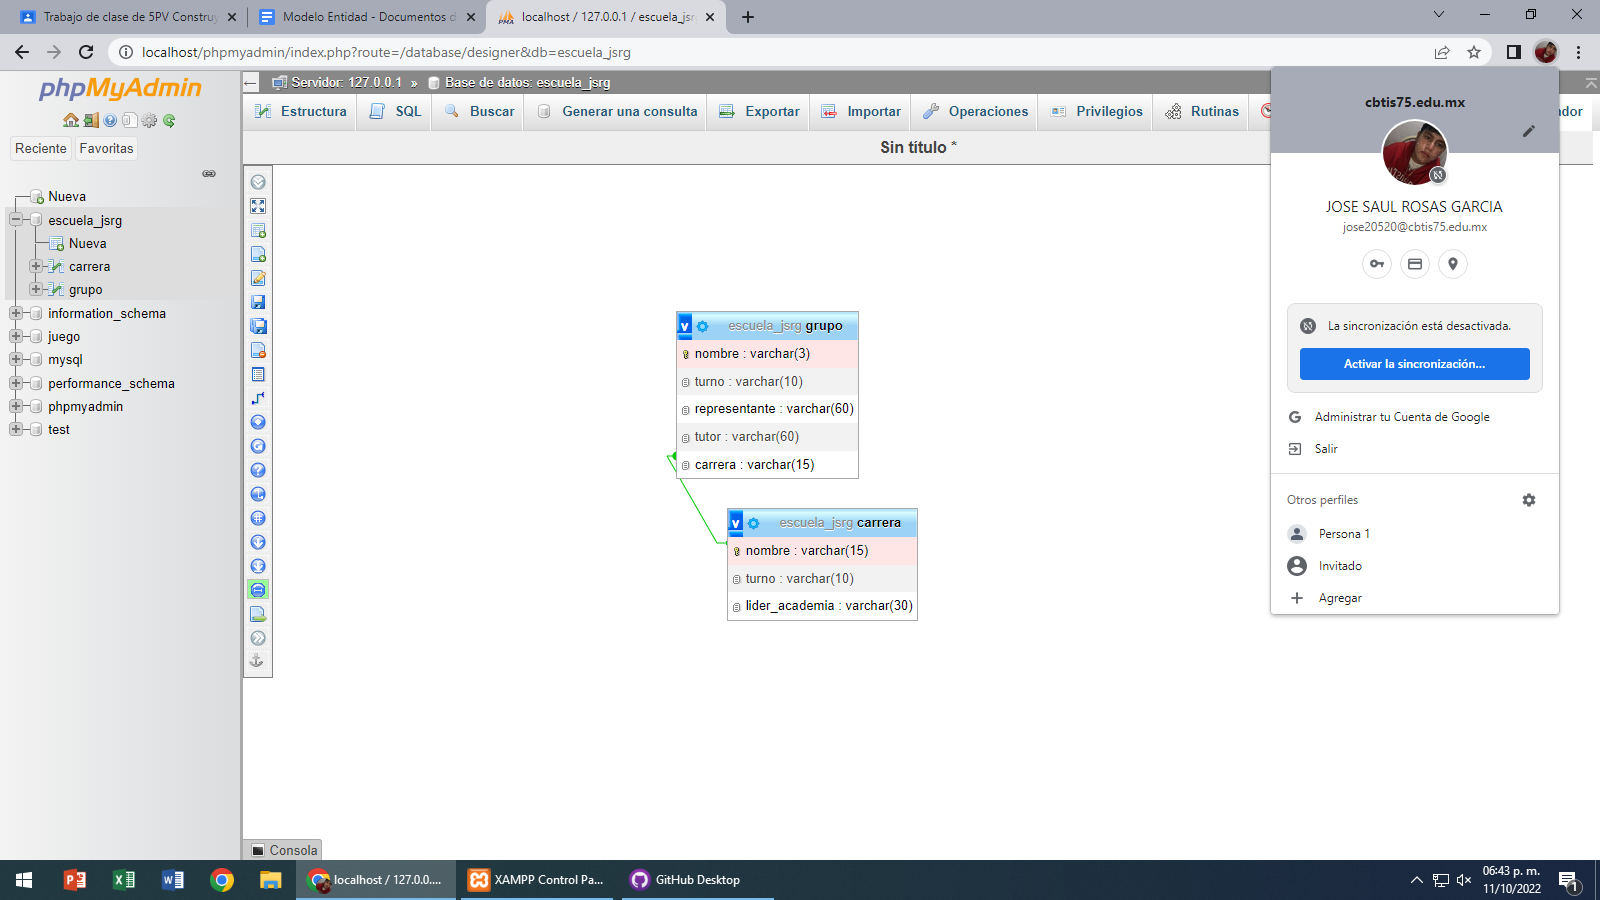 Trabajo de clase de 5PV Constru
Modelo Entidad - Documentos d
localhost / 127.0.0.1 / escuela_jsr
localhost/phpmyadmin/index.php?route=/database/designer&db=escuela_jsrg
phpMyAdmin
Reciente
Favoritas
Nueva
escuela_jsrg
Nueva
carrera
grupo
information_schema
juego
mysql
performance_schema
phpmyadmin
test
Servidor: 127.0.0.1 » Base de datos: escuela_jsrg
Estructura
SQL
Buscar
Generar una consulta
Exportar
Importar
Operaciones
Privilegios
Rutinas
ador
Sin título *
v escuela_jsrg grupo
nombre : varchar(3)
turno : varchar(10)
representante : varchar(60)
tutor : varchar(60)
carrera : varchar(15)
v escuela_jsrg carrera
nombre : varchar(15)
turno : varchar(10)
lider_academia : varchar(30)
Consola
cbtis75.edu.mx
JOSE SAUL ROSAS GARCIA
jose20520@cbtis75.edu.mx
La sincronización está desactivada.
Activar la sincronización...
Administrar tu Cuenta de Google
Salir
Otros perfiles
Persona 1
Invitado
Agregar
localhost / 127.0.0....
XAMPP Control Pa...
GitHub Desktop
06:43 p. m.
11/10/2022
1